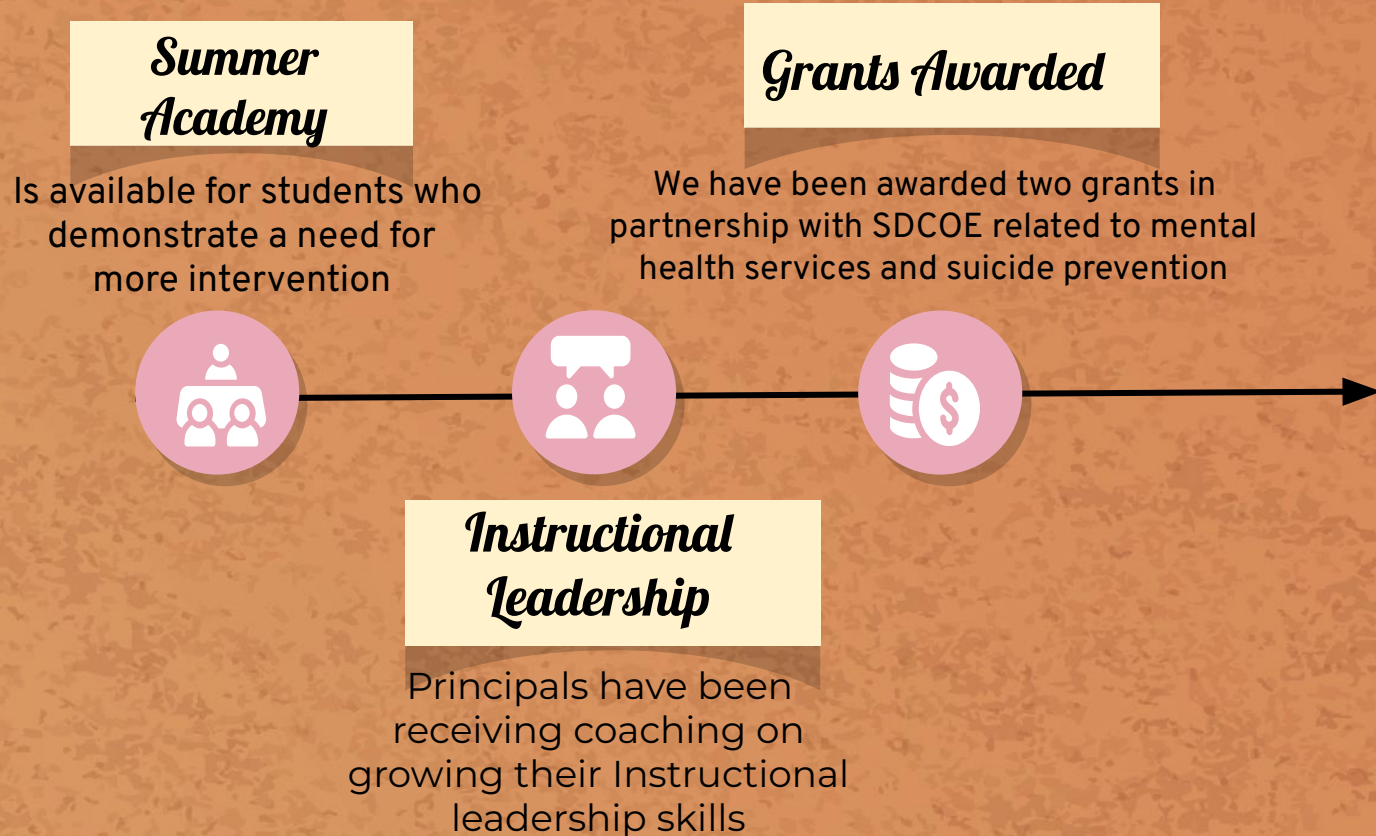 Summer
Academy
Is available for students who
demonstrate a need for
more intervention
Grants Awarded
We have been awarded two grants in
partnership with SDCOE related to mental
health services and suicide prevention
$
Instructional
Leadership
Principals have been
receiving coaching on
growing their Instructional
leadership skills